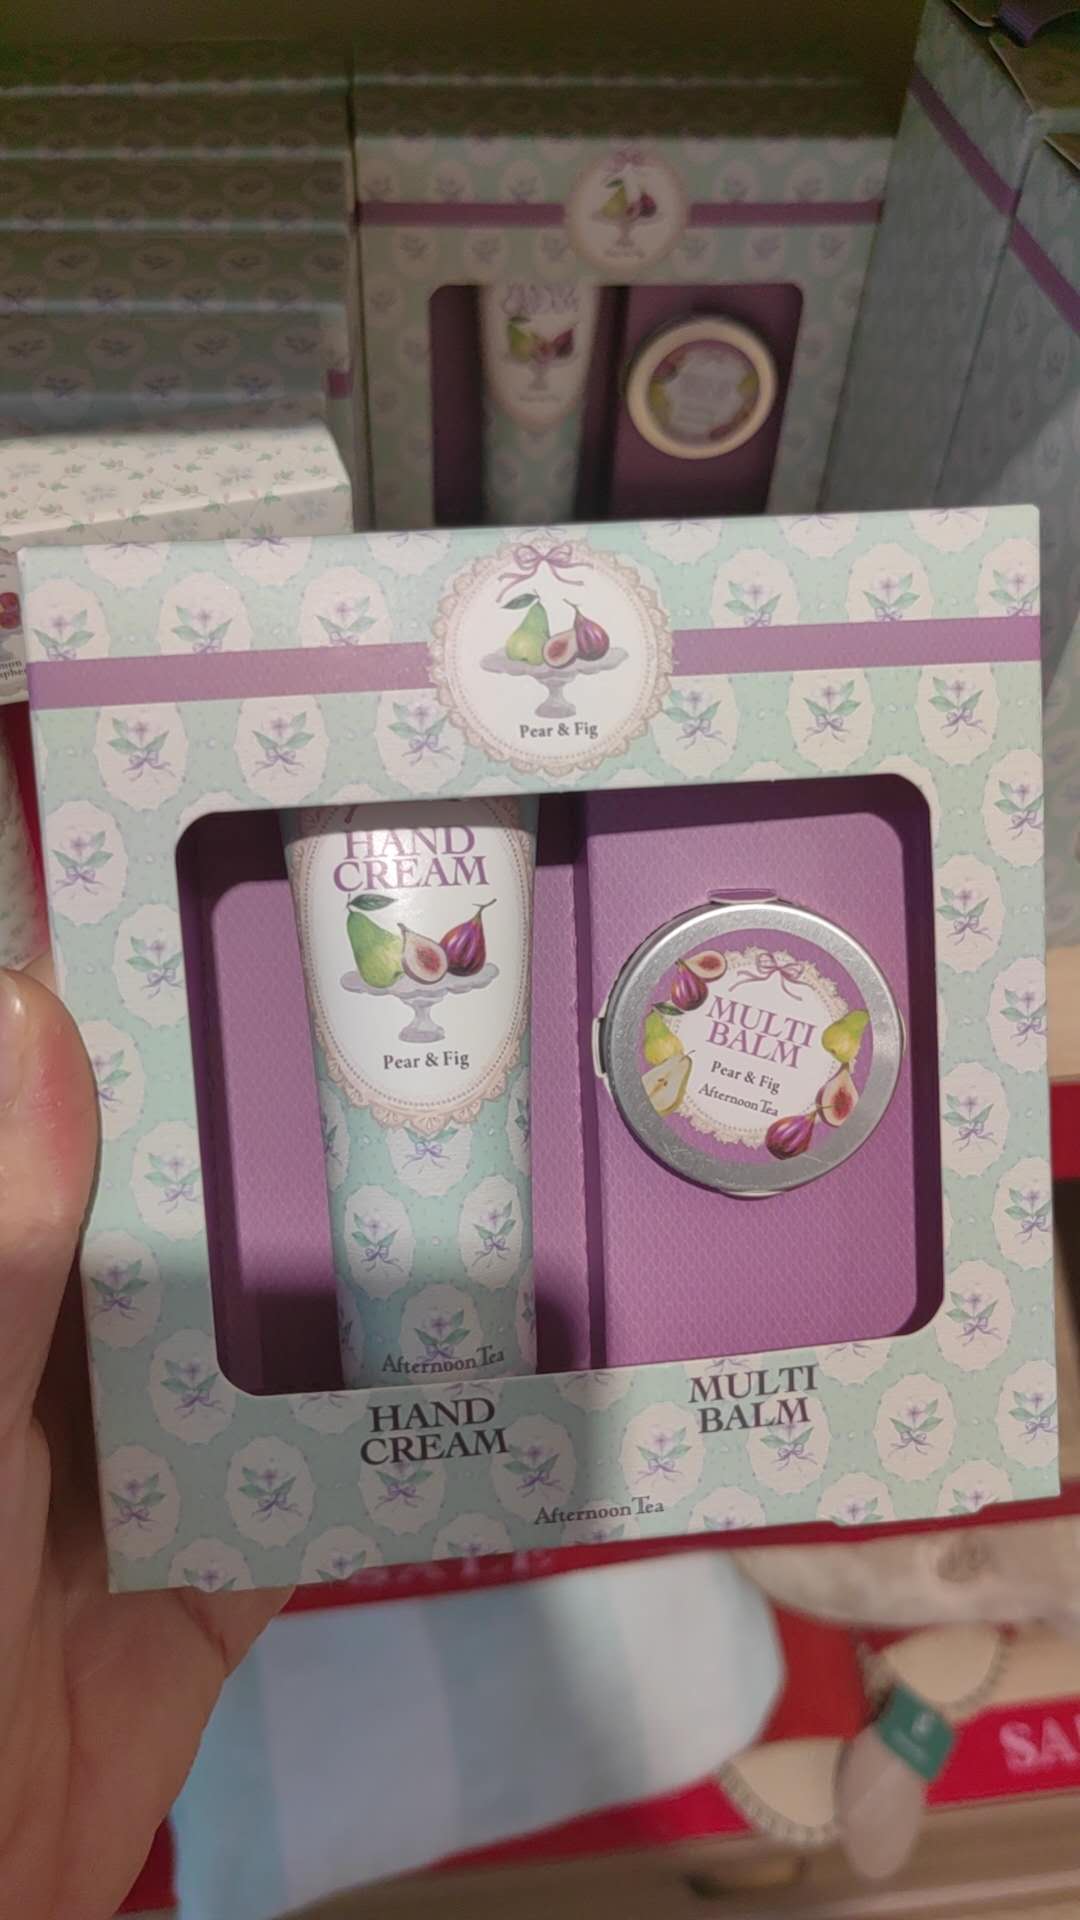 Pear & Fig
HAND
CREAM
Pear & Fig
Afternoon Tea
MULTI
BALM
Pear & Fig
Afternoon Tea
HAND
CREAM
MULTI
BALM
Afternoon Tea
SALE